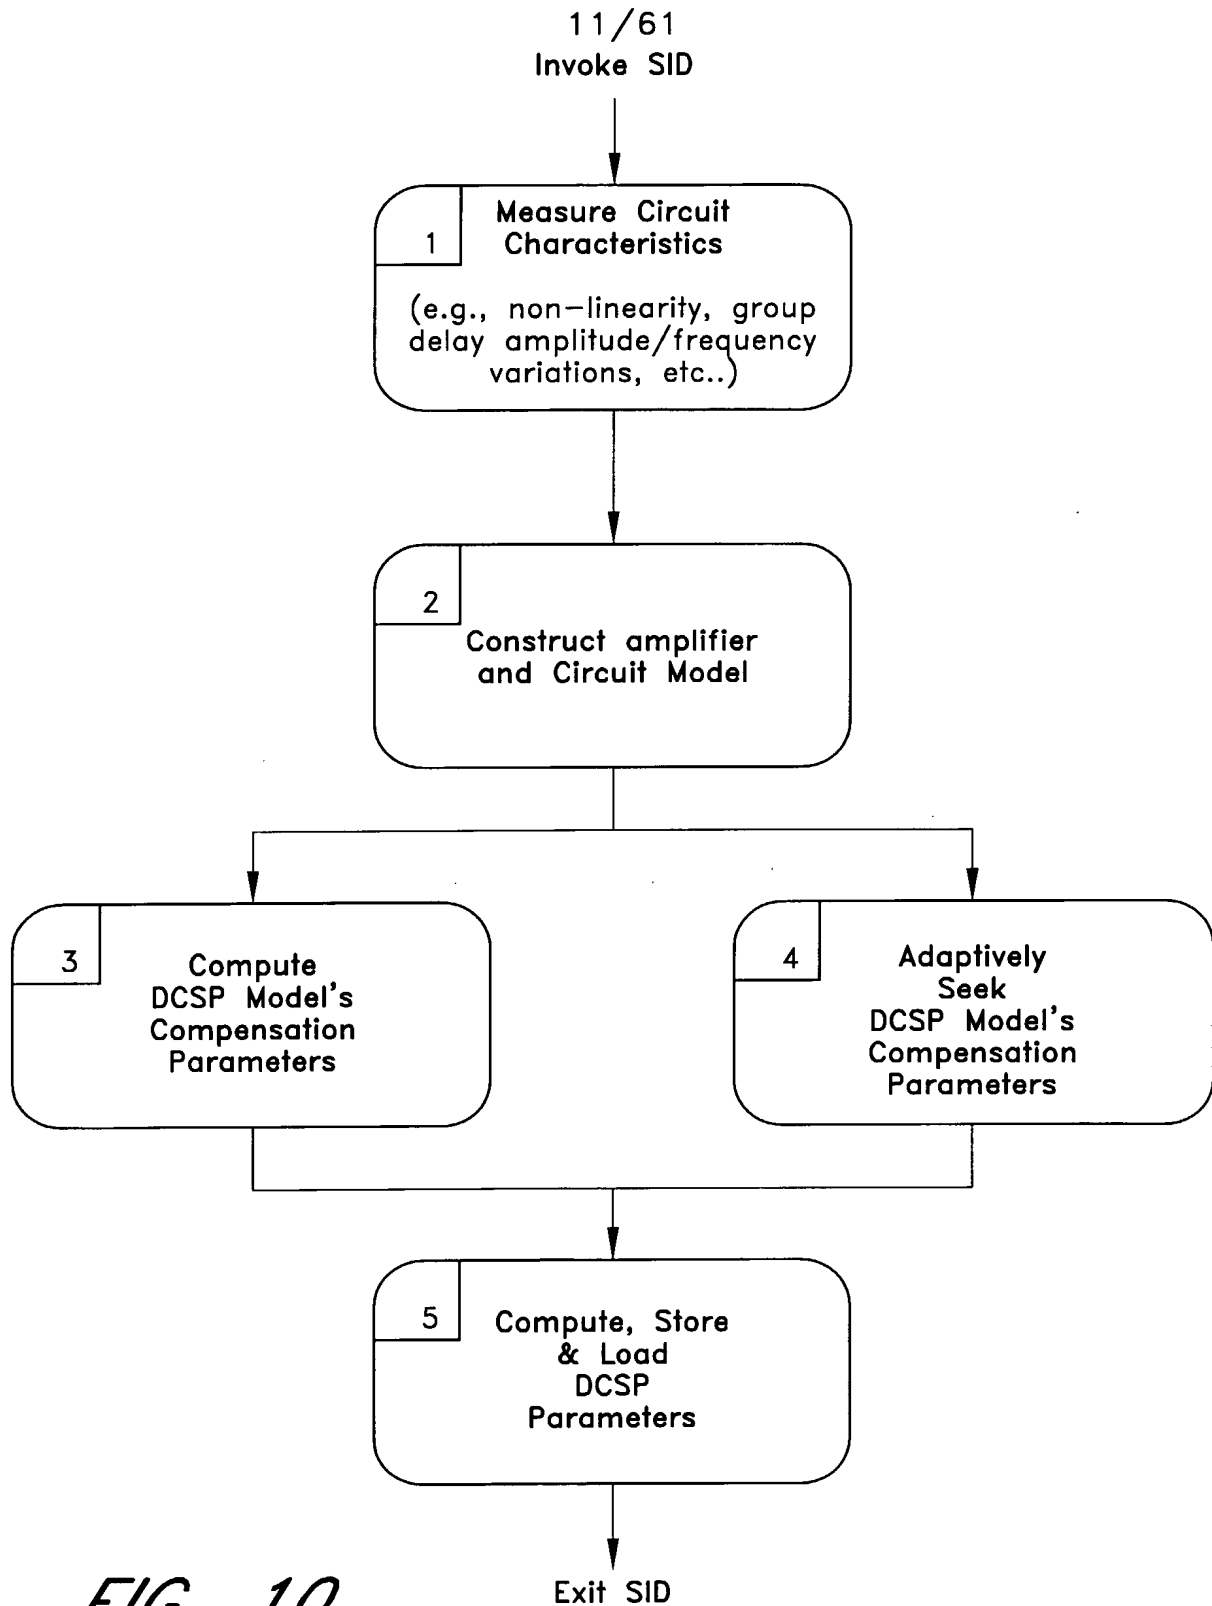 11/61
Invoke SID
1
Measure Circuit
Characteristics
(e.g., non-linearity, group
delay amplitude/frequency
variations, etc..)
2
Construct amplifier
and Circuit Model
3
Compute
DCSP Model's
Compensation
Parameters
4
Adaptively
Seek
DCSP Model's
Compensation
Parameters
5
Compute, Store
& Load
DCSP
Parameters
Exit SID
FIG. 10